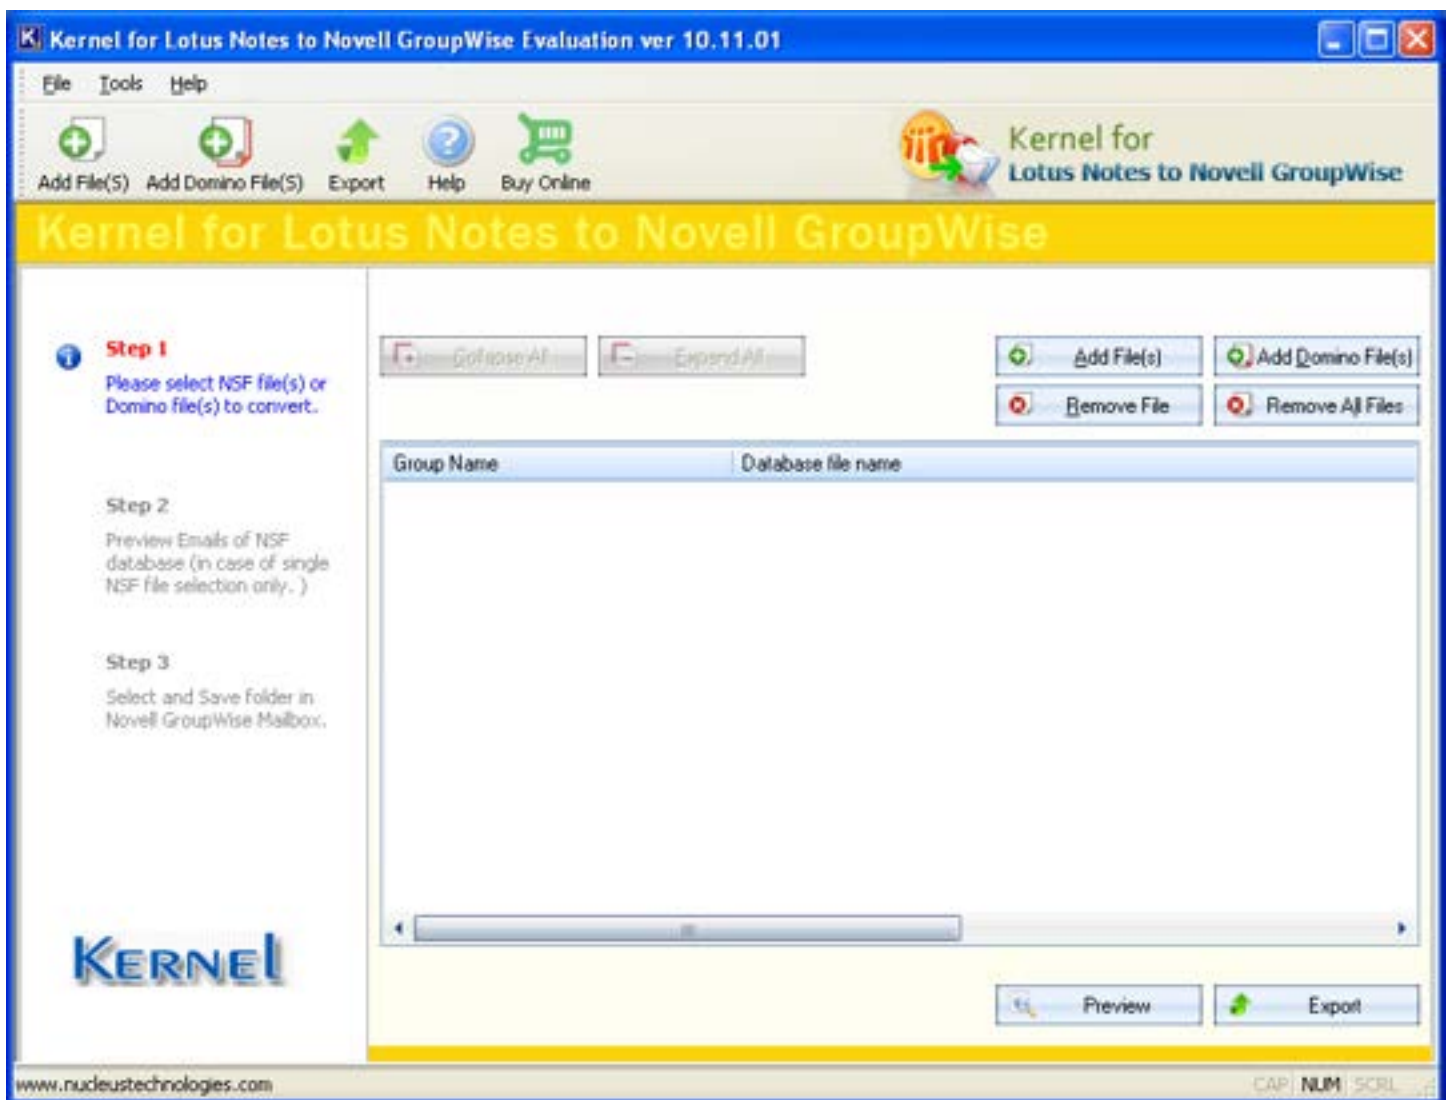 Kernel for Lotus Notes to Novell GroupWise Evaluation ver 10.11.01
File Tools Help
Add File(S) Add Domino File(S) Export Help Buy Online
Kernel for
Lotus Notes to Novell GroupWise
Kernel for Lotus Notes to Novell GroupWise
Step 1
Please select NSF file(s) or
Domino file(s) to convert.
Step 2
Preview Emails of NSF
database (in case of single
NSF file selection only. )
Step 3
Select and Save folder in
Novell GroupWise Mailbox.
KERNEl
Collapse All Expand All Add File(s) Add Domino File(s)
Remove File Remove All Files
Group Name Database file name
Preview Export
www.nucleustechnologies.com CAP NUM SCRL